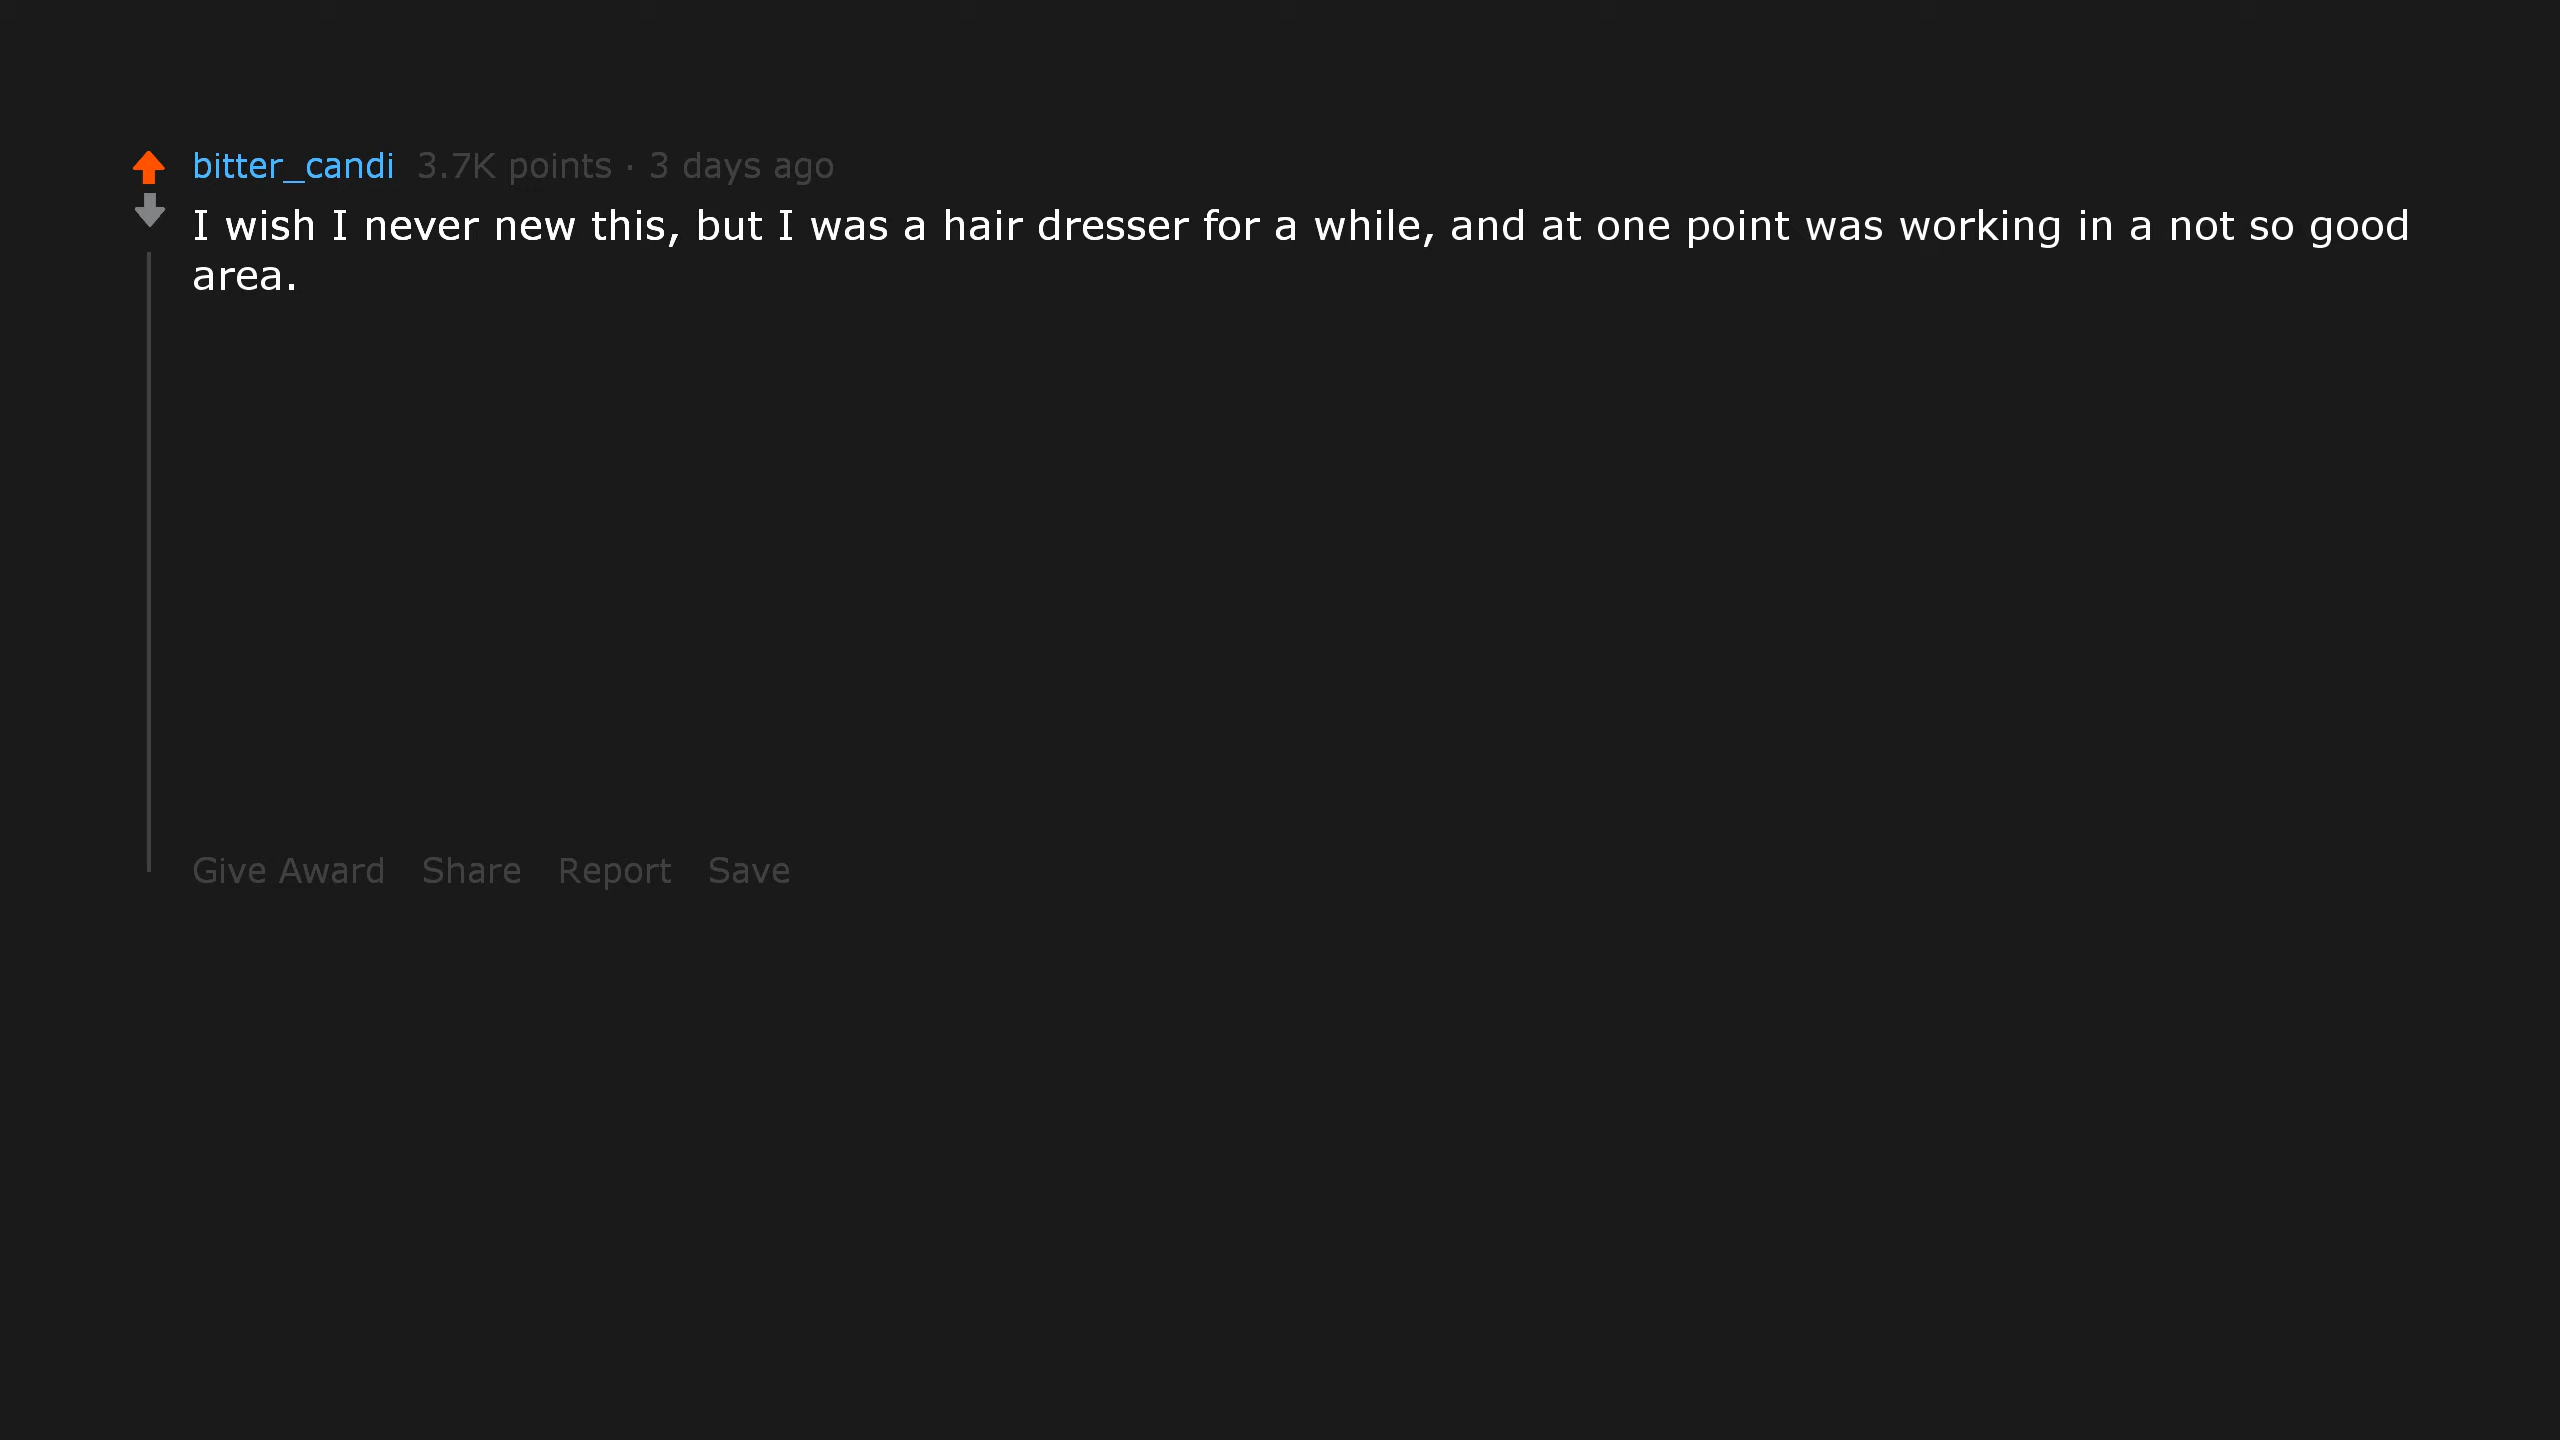 bitter_candi 3.7K points · 3 days ago
I wish I never new this, but I was a hair dresser for a while, and at one point was working in a not so good
area.
Give Award Share Report Save